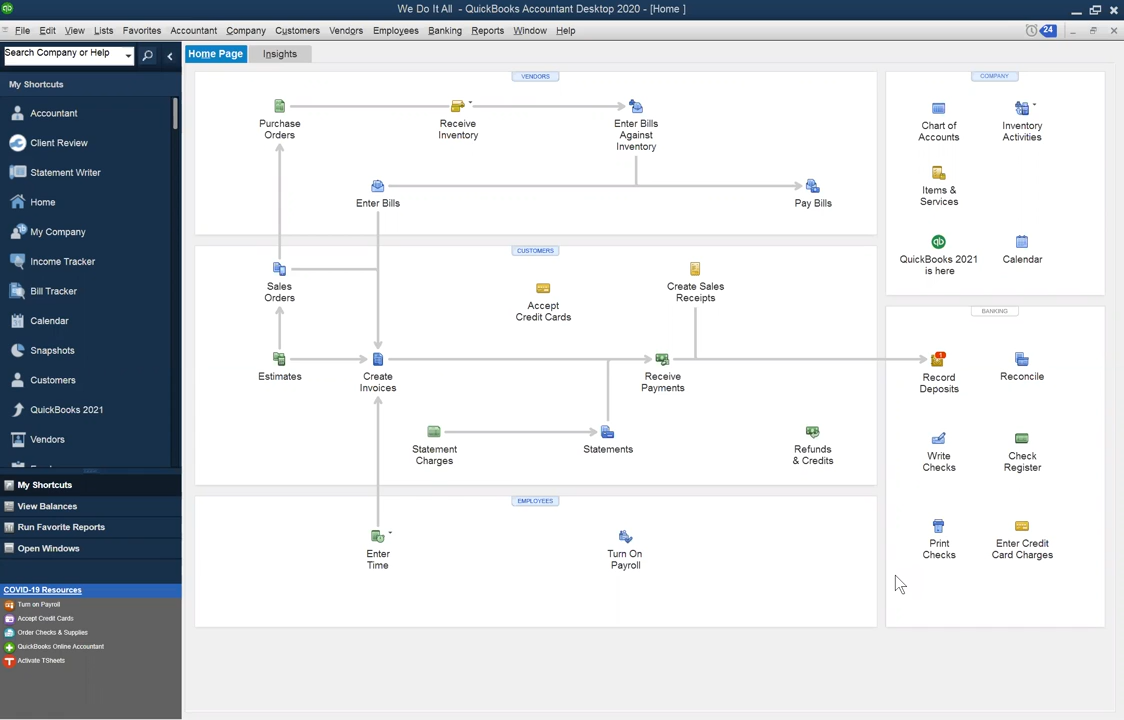 We Do It All - QuickBooks Accountant Desktop 2020 - [Home ]
File Edit View Lists Favorites Accountant Company Customers Vendors Employees Banking Reports Window Help
24
Search Company or Help
My Shortcuts
Accountant
Client Review
Statement Writer
Home
My Company
Income Tracker
Bill Tracker
Calendar
Snapshots
Customers
QuickBooks 2021
Vendors
My Shortcuts
View Balances
Run Favorite Reports
Open Windows
COVID-19 Resources
Turn on Payroll
Accept Credit Cards
Order Checks & Supplies
QuickBooks Online Accountant
Activate TSheets
Home Page Insights
VENDORS
Purchase
Orders
Receive
Inventory
Enter Bills
Against
Inventory
Enter Bills
Pay Bills
CUSTOMERS
Sales
Orders
Accept
Credit Cards
Create Sales
Receipts
Estimates
Create
Invoices
Receive
Payments
Statement
Charges
Statements
Refunds
& Credits
EMPLOYEES
Enter
Time
Turn On
Payroll
COMPANY
Chart of
Accounts
Inventory
Activities
Items &
Services
qb
QuickBooks 2021
is here
Calendar
BANKING
1
Record
Deposits
Reconcile
Write
Checks
Check
Register
Print
Checks
Enter Credit
Card Charges